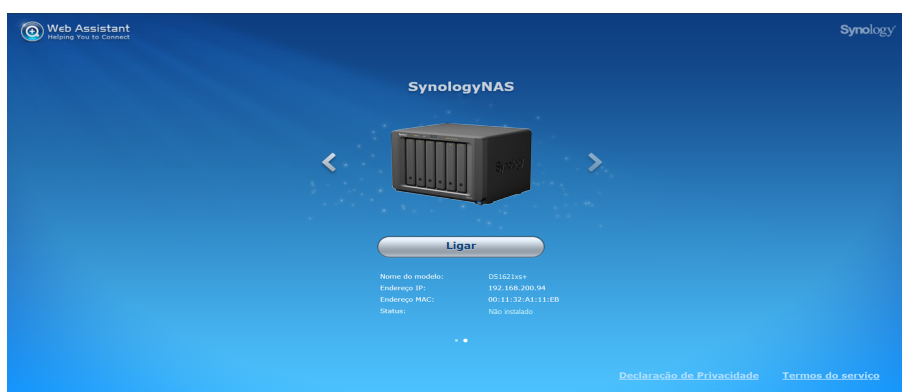 Web Assistant
Helping You to Connect
Synology
SynologyNAS
Synology
Ligar
Nome do modelo: DS1621xs+
Endereço IP: 192.168.200.94
Endereço MAC: 00:11:32:A1:11:EB
Status: Não instalado
Declaração de Privacidade Termos do serviço